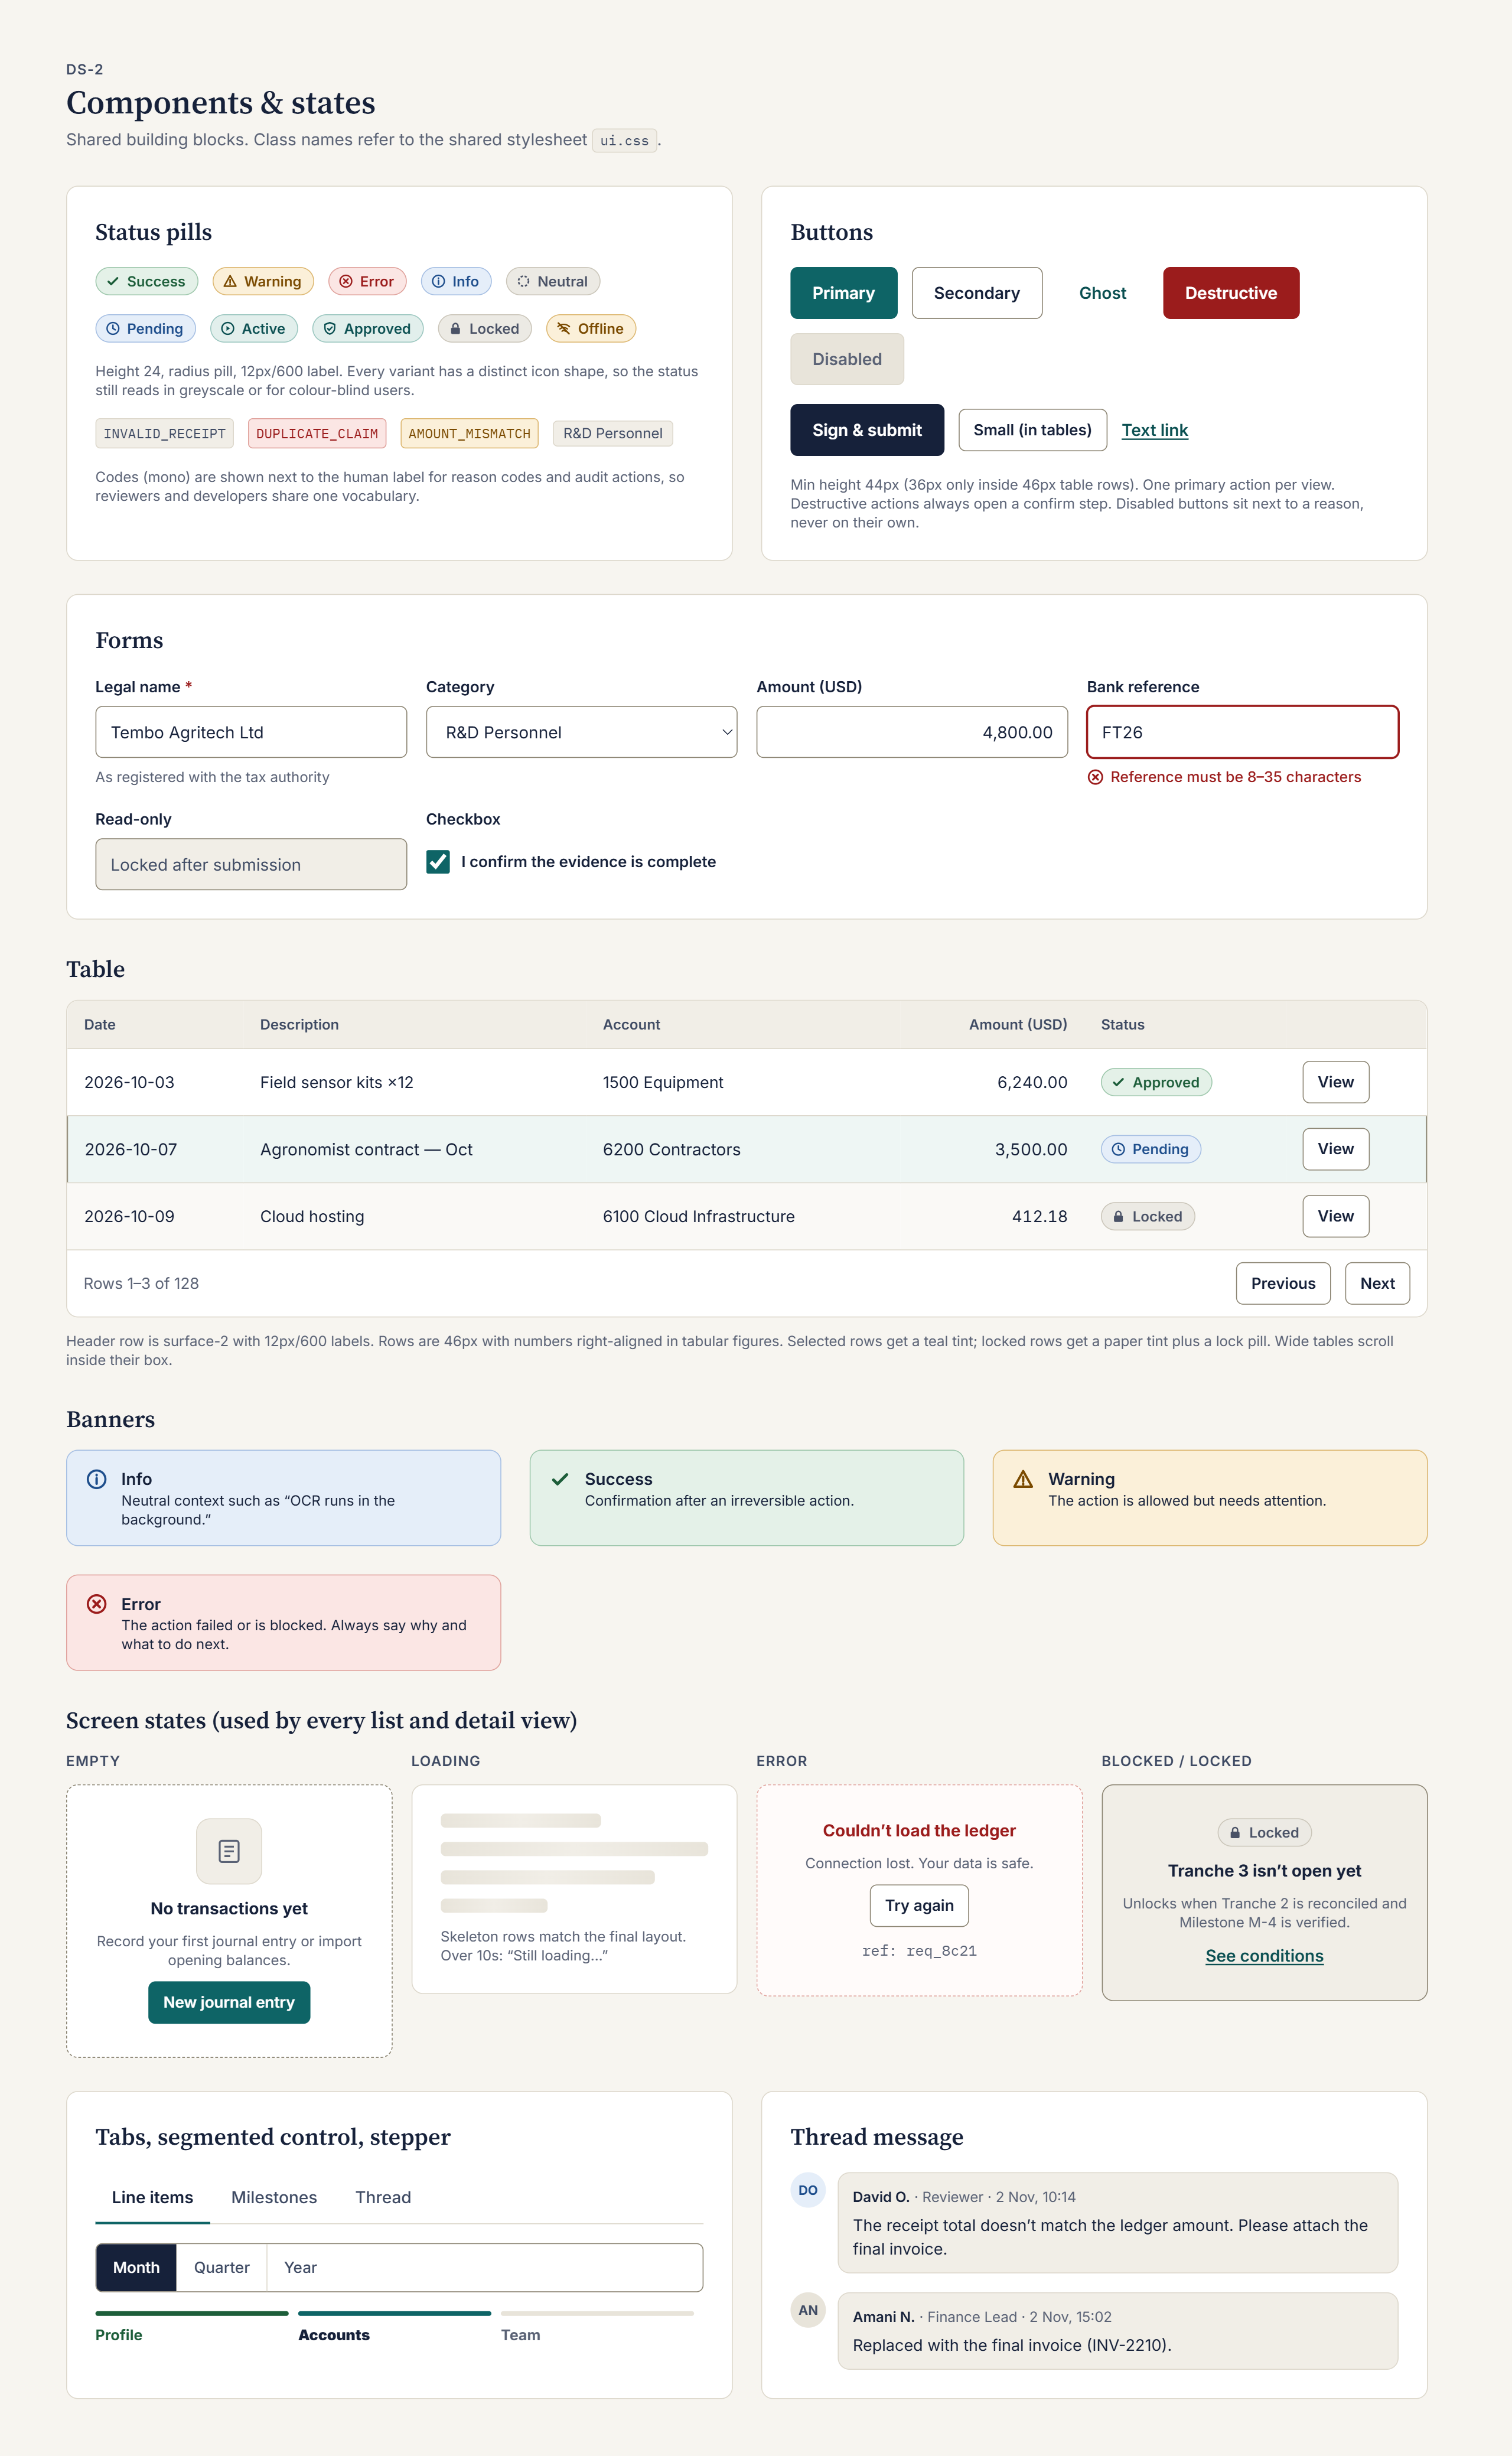 DS-2
Components & states
Shared building blocks. Class names refer to the shared stylesheet ui.css.
Status pills
Success Warning Error Info Neutral
Pending Active Approved Locked Offline
Height 24, radius pill, 12px/600 label. Every variant has a distinct icon shape, so the status
still reads in greyscale or for colour-blind users.
INVALID_RECEIPT DUPLICATE_CLAIM AMOUNT_MISMATCH R&D Personnel
Codes (mono) are shown next to the human label for reason codes and audit actions, so
reviewers and developers share one vocabulary.
Buttons
Primary Secondary Ghost Destructive
Disabled
Sign & submit Small (in tables) Text link
Min height 44px (36px only inside 46px table rows). One primary action per view.
Destructive actions always open a confirm step. Disabled buttons sit next to a reason,
never on their own.
Forms
Legal name * Category Amount (USD) Bank reference
Tembo Agritech Ltd R&D Personnel 4,800.00 FT26
As registered with the tax authority Reference must be 8–35 characters
Read-only Checkbox
Locked after submission I confirm the evidence is complete
Table
Date Description Account Amount (USD) Status
2026-10-03 Field sensor kits ×12 1500 Equipment 6,240.00 Approved View
2026-10-07 Agronomist contract — Oct 6200 Contractors 3,500.00 Pending View
2026-10-09 Cloud hosting 6100 Cloud Infrastructure 412.18 Locked View
Rows 1–3 of 128 Previous Next
Header row is surface-2 with 12px/600 labels. Rows are 46px with numbers right-aligned in tabular figures. Selected rows get a teal tint; locked rows get a paper tint plus a lock pill. Wide tables scroll
inside their box.
Banners
Info
Neutral context such as “OCR runs in the
background.”
Success
Confirmation after an irreversible action.
Warning
The action is allowed but needs attention.
Error
The action failed or is blocked. Always say why and
what to do next.
Screen states (used by every list and detail view)
EMPTY
No transactions yet
Record your first journal entry or import
opening balances.
New journal entry
LOADING
Skeleton rows match the final layout.
Over 10s: “Still loading…”
ERROR
Couldn’t load the ledger
Connection lost. Your data is safe.
Try again
ref: req_8c21
BLOCKED / LOCKED
Locked
Tranche 3 isn’t open yet
Unlocks when Tranche 2 is reconciled and
Milestone M-4 is verified.
See conditions
Tabs, segmented control, stepper
Line items Milestones Thread
Month Quarter Year
Profile Accounts Team
Thread message
DO
David O. · Reviewer · 2 Nov, 10:14
The receipt total doesn’t match the ledger amount. Please attach the
final invoice.
AN
Amani N. · Finance Lead · 2 Nov, 15:02
Replaced with the final invoice (INV-2210).